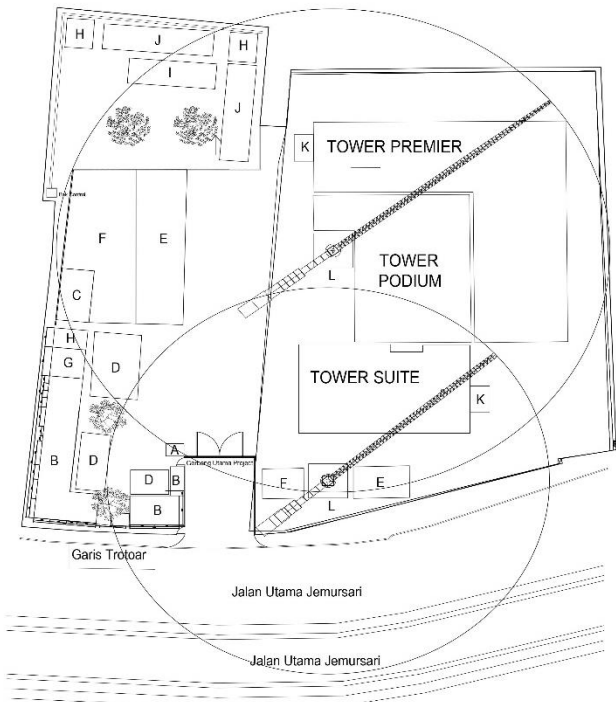 H
J
H
I
J
TOWER PREMIER
K
F
E
TOWER
PODIUM
L
C
H
G
D
TOWER SUITE
K
B
D
A
Gerbang Utama Project
D
B
B
F
L
E
Garis Trotoar
Jalan Utama Jemursari
Jalan Utama Jemursari